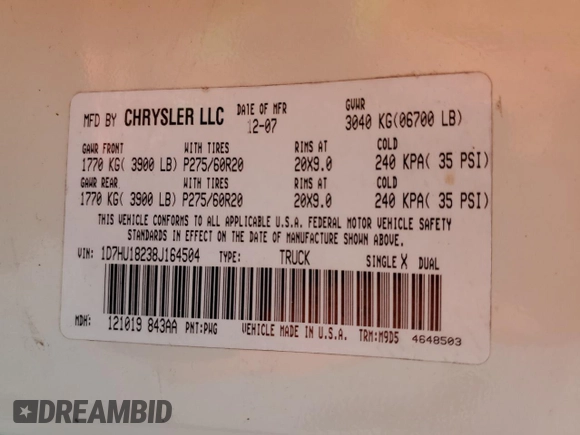 MFD BY CHRYSLER LLC DATE OF MFR 12-07 GVWR 3040 KG(06700 LB)
GAWR FRONT WITH TIRES RIMS AT COLD
1770 KG( 3900 LB) P275/60R20 20X9.0 240 KPA( 35 PSI)
GAWR REAR WITH TIRES RIMS AT COLD
1770 KG( 3900 LB) P275/60R20 20X9.0 240 KPA( 35 PSI)
THIS VEHICLE CONFORMS TO ALL APPLICABLE U.S.A. FEDERAL MOTOR VEHICLE SAFETY
STANDARDS IN EFFECT ON THE DATE OF MANUFACTURE SHOWN ABOVE.
VIN: 1D7HU18238J164504 TYPE: TRUCK SINGLE X DUAL
MDH: 121019 843AA PNT:PWG VEHICLE MADE IN U.S.A. TRM:M9D5 4648503
DREAMBID